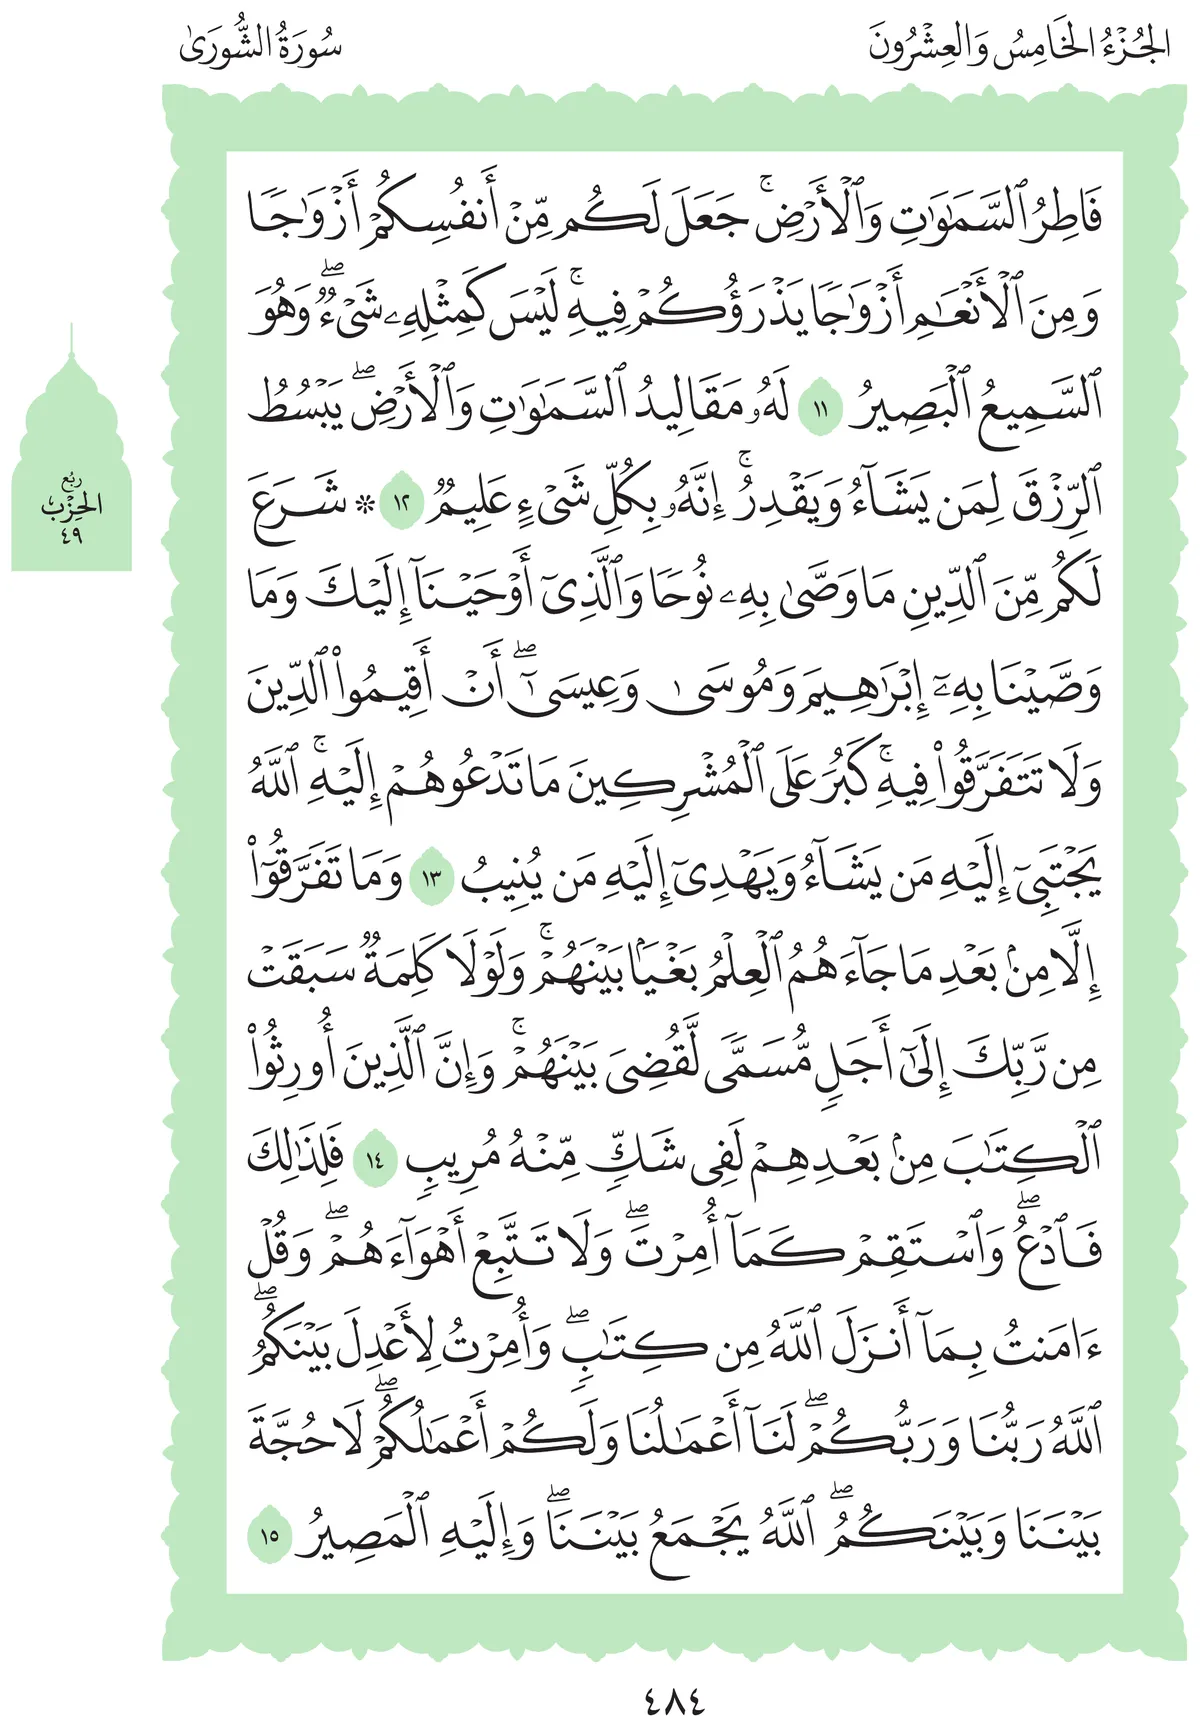 الجُزْءُ الخَامِسُ وَالعِشْرُونَ
سُورَةُ الشُّورَىٰ
فَاطِرُ ٱلسَّمَٰوَٰتِ وَٱلْأَرْضِۚ جَعَلَ لَكُم مِّنْ أَنفُسِكُمْ أَزْوَٰجًا
وَمِنَ ٱلْأَنْعَٰمِ أَزْوَٰجًا يَذْرَؤُكُمْ فِيهِۚ لَيْسَ كَمِثْلِهِۦ شَىْءٌۖ وَهُوَ
ٱلسَّمِيعُ ٱلْبَصِيرُ ١١ لَهُۥ مَقَالِيدُ ٱلسَّمَٰوَٰتِ وَٱلْأَرْضِۖ يَبْسُطُ
ٱلرِّزْقَ لِمَن يَشَآءُ وَيَقْدِرُۚ إِنَّهُۥ بِكُلِّ شَىْءٍ عَلِيمٌ ١٢ * شَرَعَ
لَكُم مِّنَ ٱلدِّينِ مَا وَصَّىٰ بِهِۦ نُوحًا وَٱلَّذِىٓ أَوْحَيْنَآ إِلَيْكَ وَمَا
وَصَّيْنَا بِهِۦٓ إِبْرَٰهِيمَ وَمُوسَىٰ وَعِيسَىٰٓۖ أَنْ أَقِيمُوا۟ ٱلدِّينَ
وَلَا تَتَفَرَّقُوا۟ فِيهِۚ كَبُرَ عَلَى ٱلْمُشْرِكِينَ مَا تَدْعُوهُمْ إِلَيْهِۚ ٱللَّهُ
يَجْتَبِىٓ إِلَيْهِ مَن يَشَآءُ وَيَهْدِىٓ إِلَيْهِ مَن يُنِيبُ ١٣ وَمَا تَفَرَّقُوٓا۟
إِلَّا مِنۢ بَعْدِ مَا جَآءَهُمُ ٱلْعِلْمُ بَغْيًۢا بَيْنَهُمْۚ وَلَوْلَا كَلِمَةٌ سَبَقَتْ
مِن رَّبِّكَ إِلَىٰٓ أَجَلٍ مُّسَمًّى لَّقُضِىَ بَيْنَهُمْۚ وَإِنَّ ٱلَّذِينَ أُورِثُوا۟
ٱلْكِتَٰبَ مِنۢ بَعْدِهِمْ لَفِى شَكٍّ مِّنْهُ مُرِيبٍ ١٤ فَلِذَٰلِكَ
فَٱدْعُۖ وَٱسْتَقِمْ كَمَآ أُمِرْتَۖ وَلَا تَتَّبِعْ أَهْوَآءَهُمْۖ وَقُلْ
ءَامَنتُ بِمَآ أَنزَلَ ٱللَّهُ مِن كِتَٰبٍۖ وَأُمِرْتُ لِأَعْدِلَ بَيْنَكُمُۖ
ٱللَّهُ رَبُّنَا وَرَبُّكُمْۖ لَنَآ أَعْمَٰلُنَا وَلَكُمْ أَعْمَٰلُكُمْۖ لَا حُجَّةَ
بَيْنَنَا وَبَيْنَكُمُۖ ٱللَّهُ يَجْمَعُ بَيْنَنَاۖ وَإِلَيْهِ ٱلْمَصِيرُ ١٥
رُبُع
الحِزْب
٤٩
٤٨٤